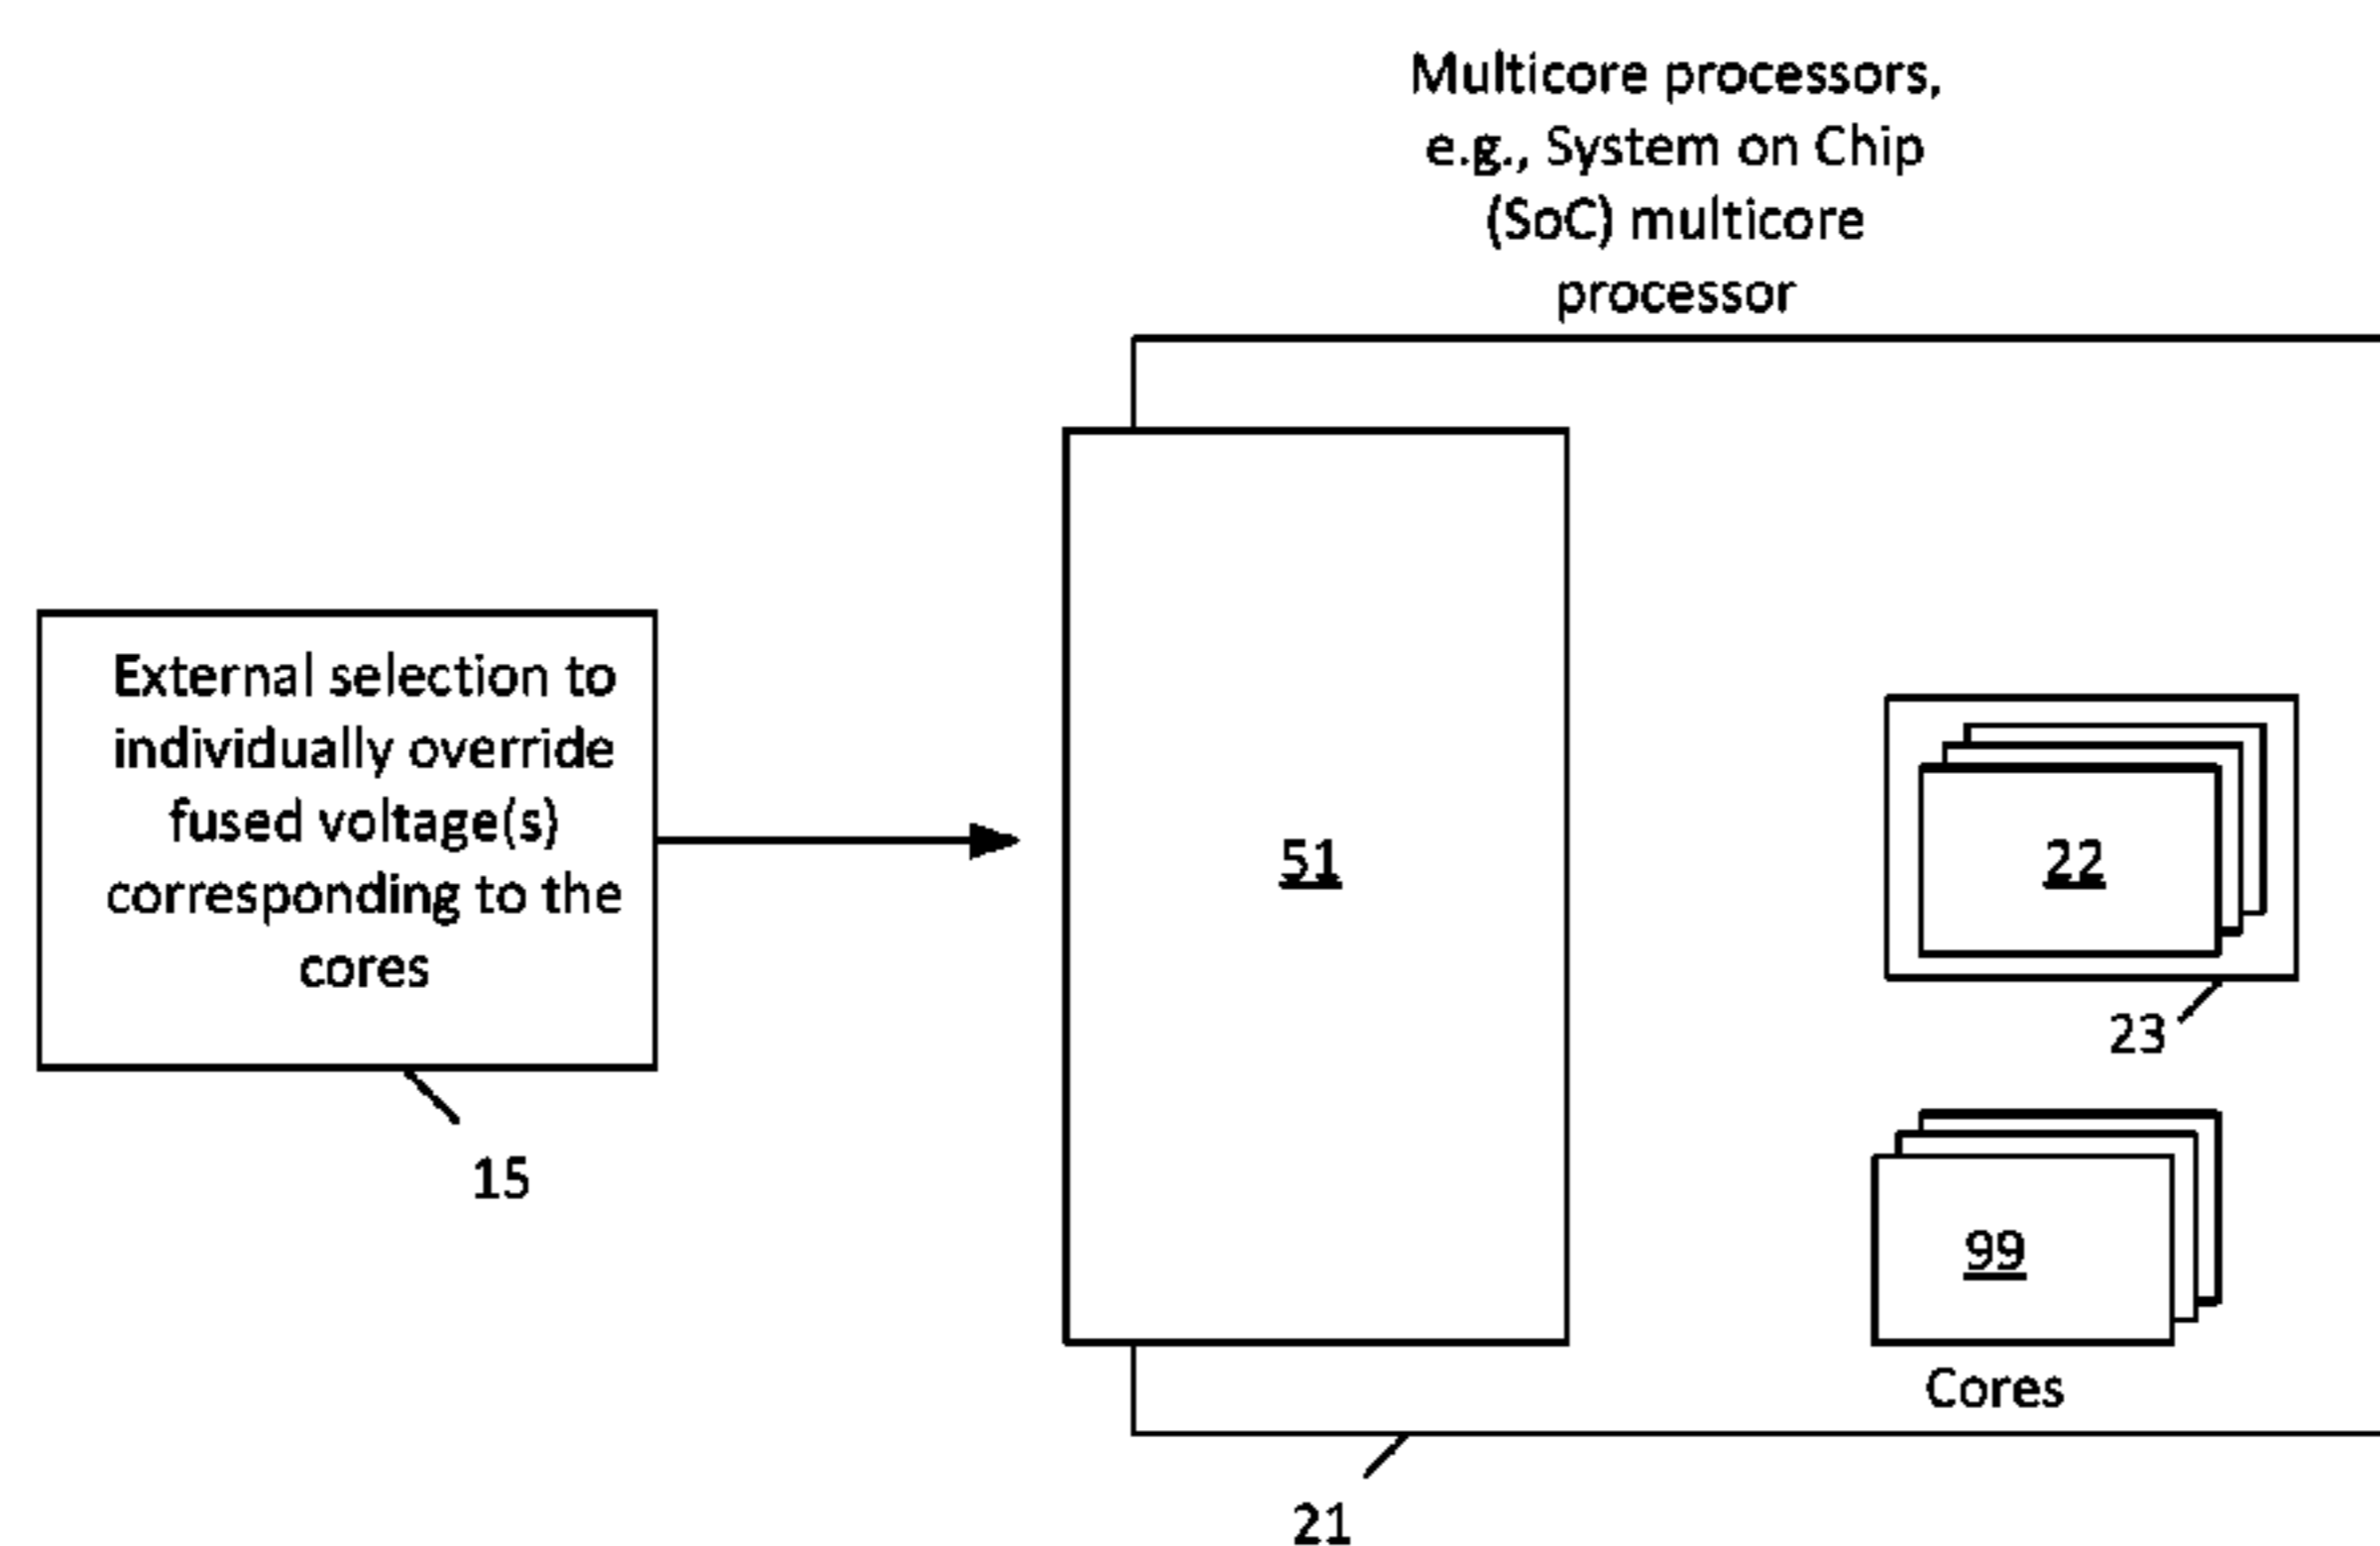 Multicore processors,
e.g., System on Chip
(SoC) multicore
processor
External selection to
individually override
fused voltage(s)
corresponding to the
cores
15
51
22
23
99
Cores
21